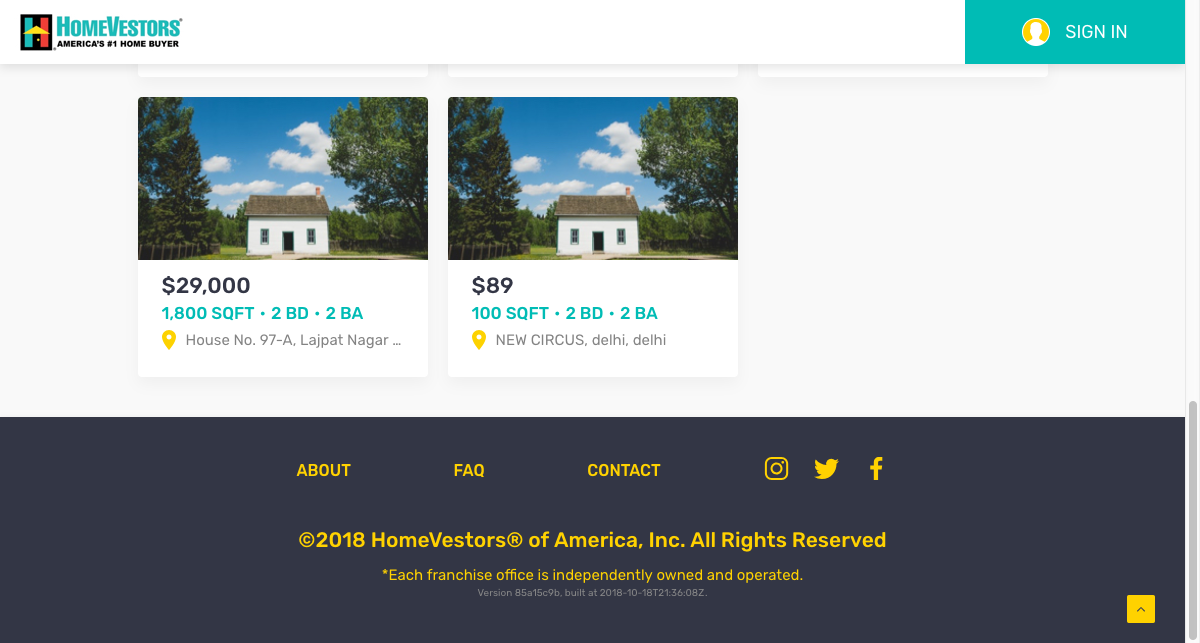 HOMEVESTORS®
AMERICA'S #1 HOME BUYER
SIGN IN
$29,000
1,800 SQFT • 2 BD • 2 BA
House No. 97-A, Lajpat Nagar ...
$89
100 SQFT • 2 BD • 2 BA
NEW CIRCUS, delhi, delhi
ABOUT
FAQ
CONTACT
©2018 HomeVestors® of America, Inc. All Rights Reserved
*Each franchise office is independently owned and operated.
Version 85a15c9b, built at 2018-10-18T21:36:08Z.